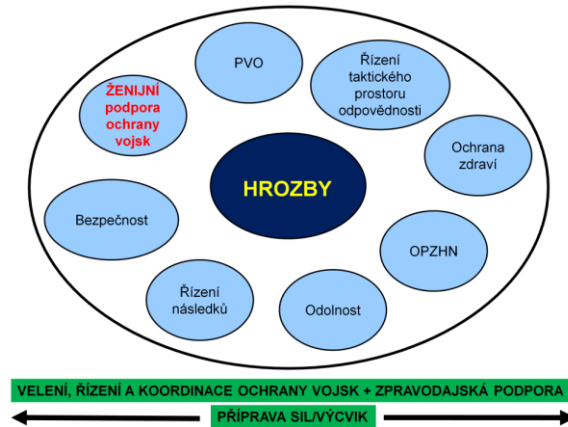 PVO
Řízení
taktického
prostoru
odpovědnosti
ŽENIJNÍ
podpora
ochrany
vojsk
Ochrana
zdraví
HROZBY
Bezpečnost
OPZHN
Řízení
následků
Odolnost
VELENÍ, ŘÍZENÍ A KOORDINACE OCHRANY VOJSK + ZPRAVODAJSKÁ PODPORA
PŘÍPRAVA SIL/VÝCVIK